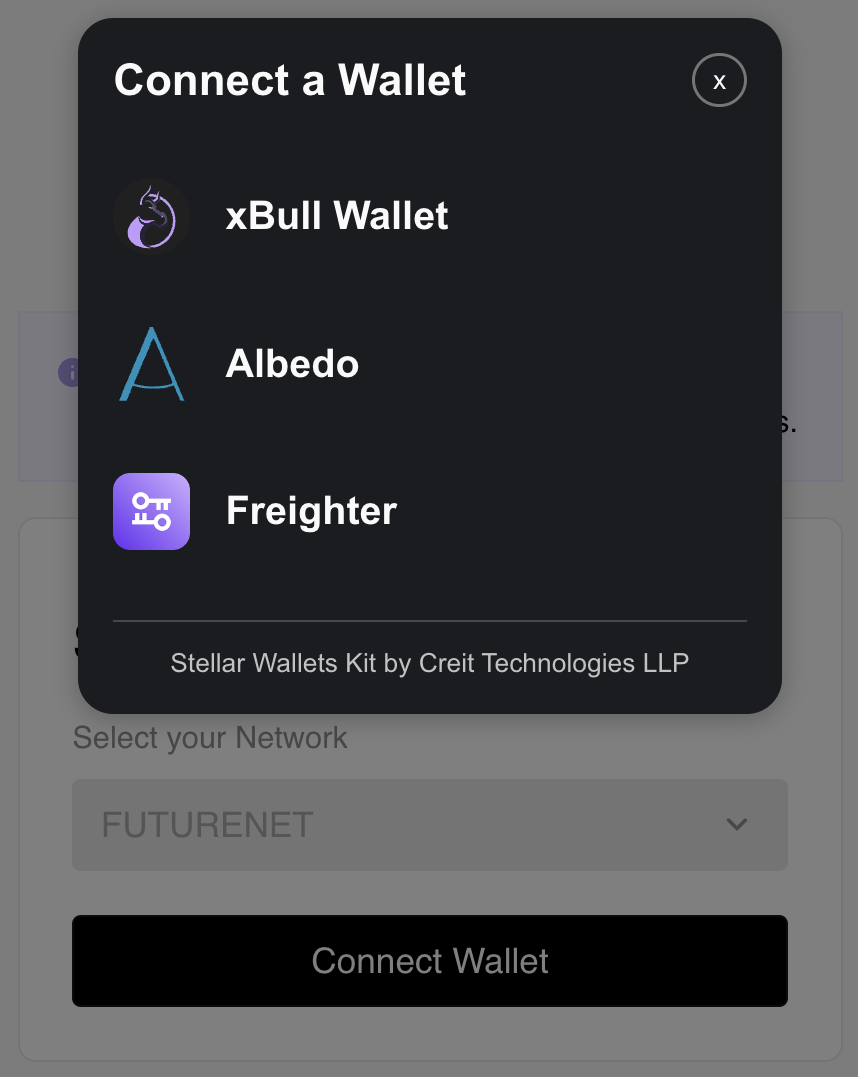 Connect a Wallet
x
xBull Wallet
Albedo
Freighter
Stellar Wallets Kit by Creit Technologies LLP
Select your Network
FUTURENET
Connect Wallet